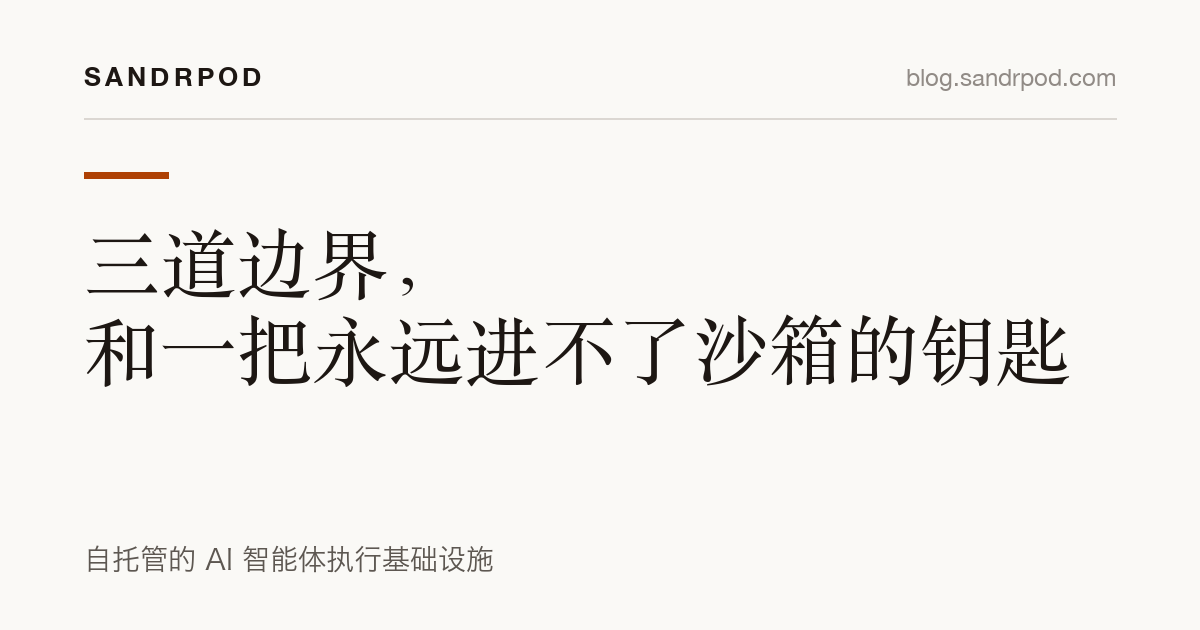 SANDRPOD
blog.sandrpod.com
三道边界，
和一把永远进不了沙箱的钥匙
自托管的 AI 智能体执行基础设施